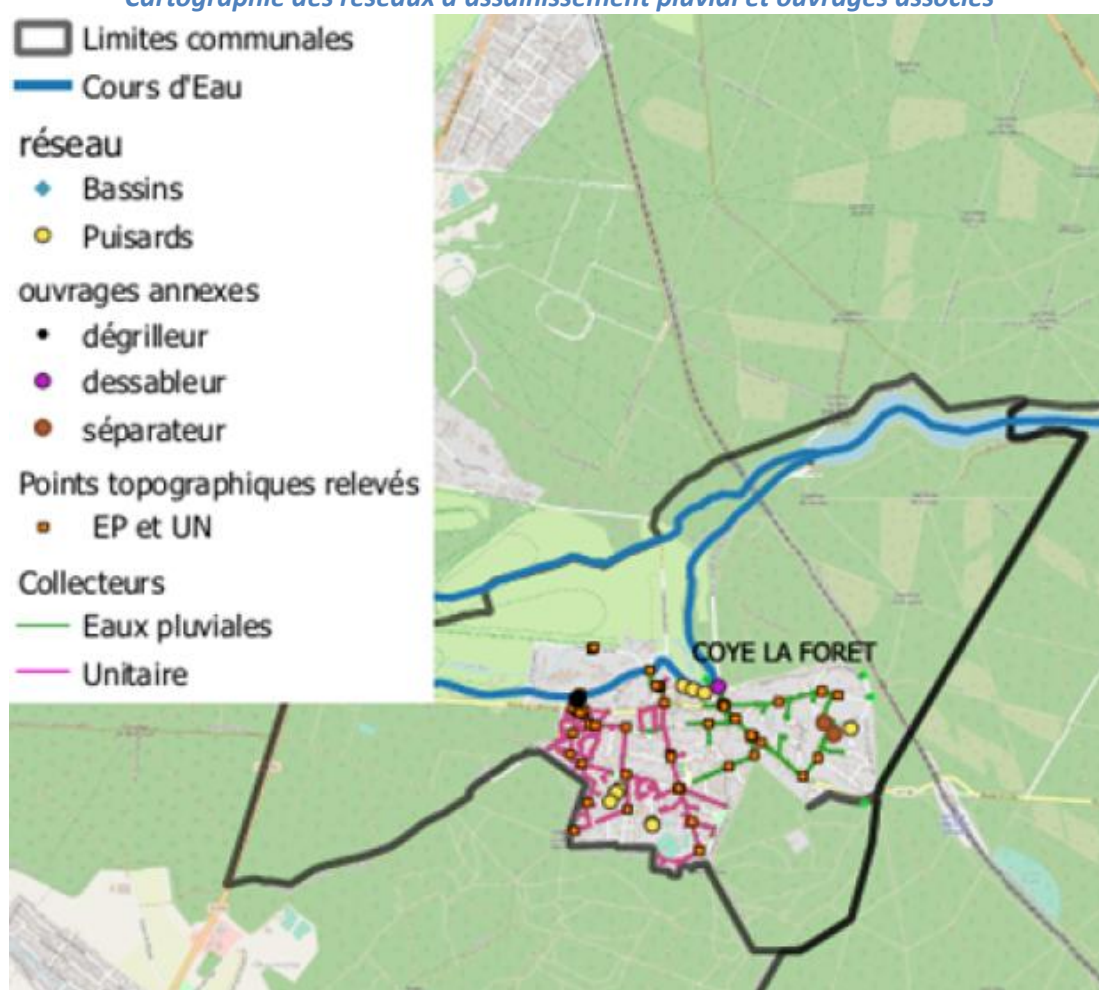 Cartographie des réseaux d'assainissement pluvial et ouvrages associés
Limites communales
Cours d'Eau
réseau
Bassins
Puisards
ouvrages annexes
dégrilleur
dessableur
séparateur
Points topographiques relevés
EP et UN
Collecteurs
Eaux pluviales
Unitaire
COYE LA FORET